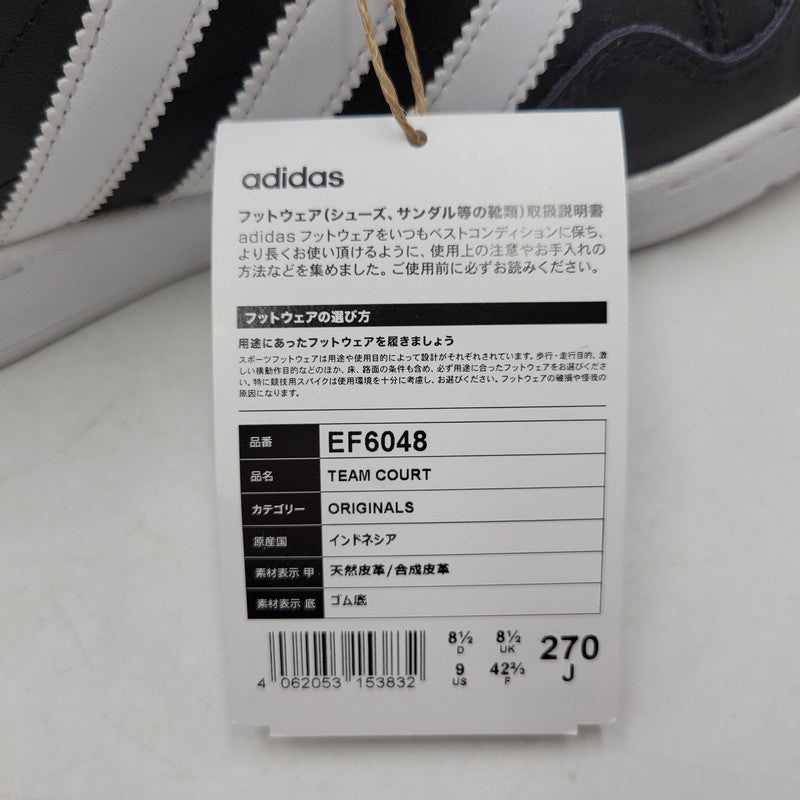 adidas
フットウェア(シューズ、サンダル等の靴類)取扱説明書
adidas フットウェアをいつもベストコンディションに保ち、
より長くお使い頂けるように、使用上の注意やお手入れの
方法などを集めました。ご使用前に必ずお読みください。
フットウェアの選び方
用途にあったフットウェアを履きましょう
スポーツフットウェアは用途や使用目的によって設計がそれぞれされています。歩行・走行目的、激
しい横動作目的などのほか、床、路面の条件も含め、必ず用途に合ったフットウェアをお選びくださ
い。特に競技用スパイクは使用環境を十分に考慮し、お選びください。フットウェアの破損や怪我の
原因になります。
品番 EF6048
品名 TEAM COURT
カテゴリー ORIGINALS
原産国 インドネシア
素材表示 甲 天然皮革/合成皮革
素材表示 底 ゴム底
8½ 8½ 270
D UK
9 42⅔ J
US F
4 062053 153832